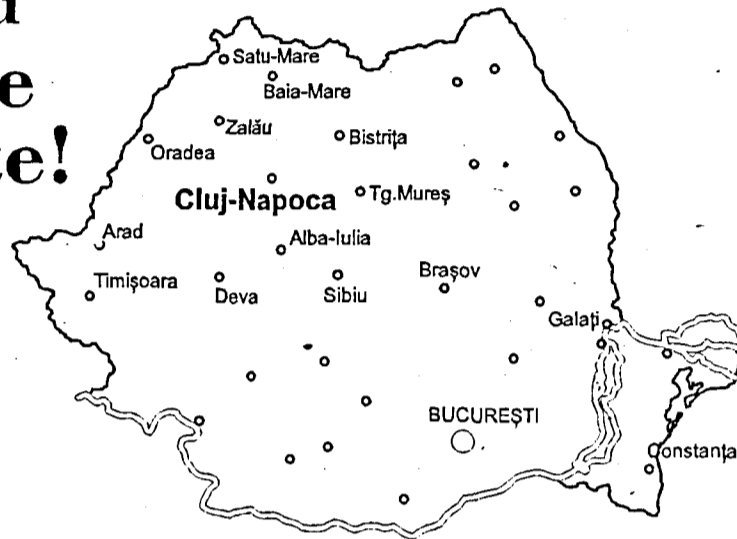 e
te!
Satu-Mare
Baia-Mare
Zalău
Bistrița
Oradea
Cluj-Napoca
Tg.Mureș
Arad
Alba-Iulia
Timișoara
Deva
Sibiu
Brașov
Galați
BUCUREȘTI
Constanța